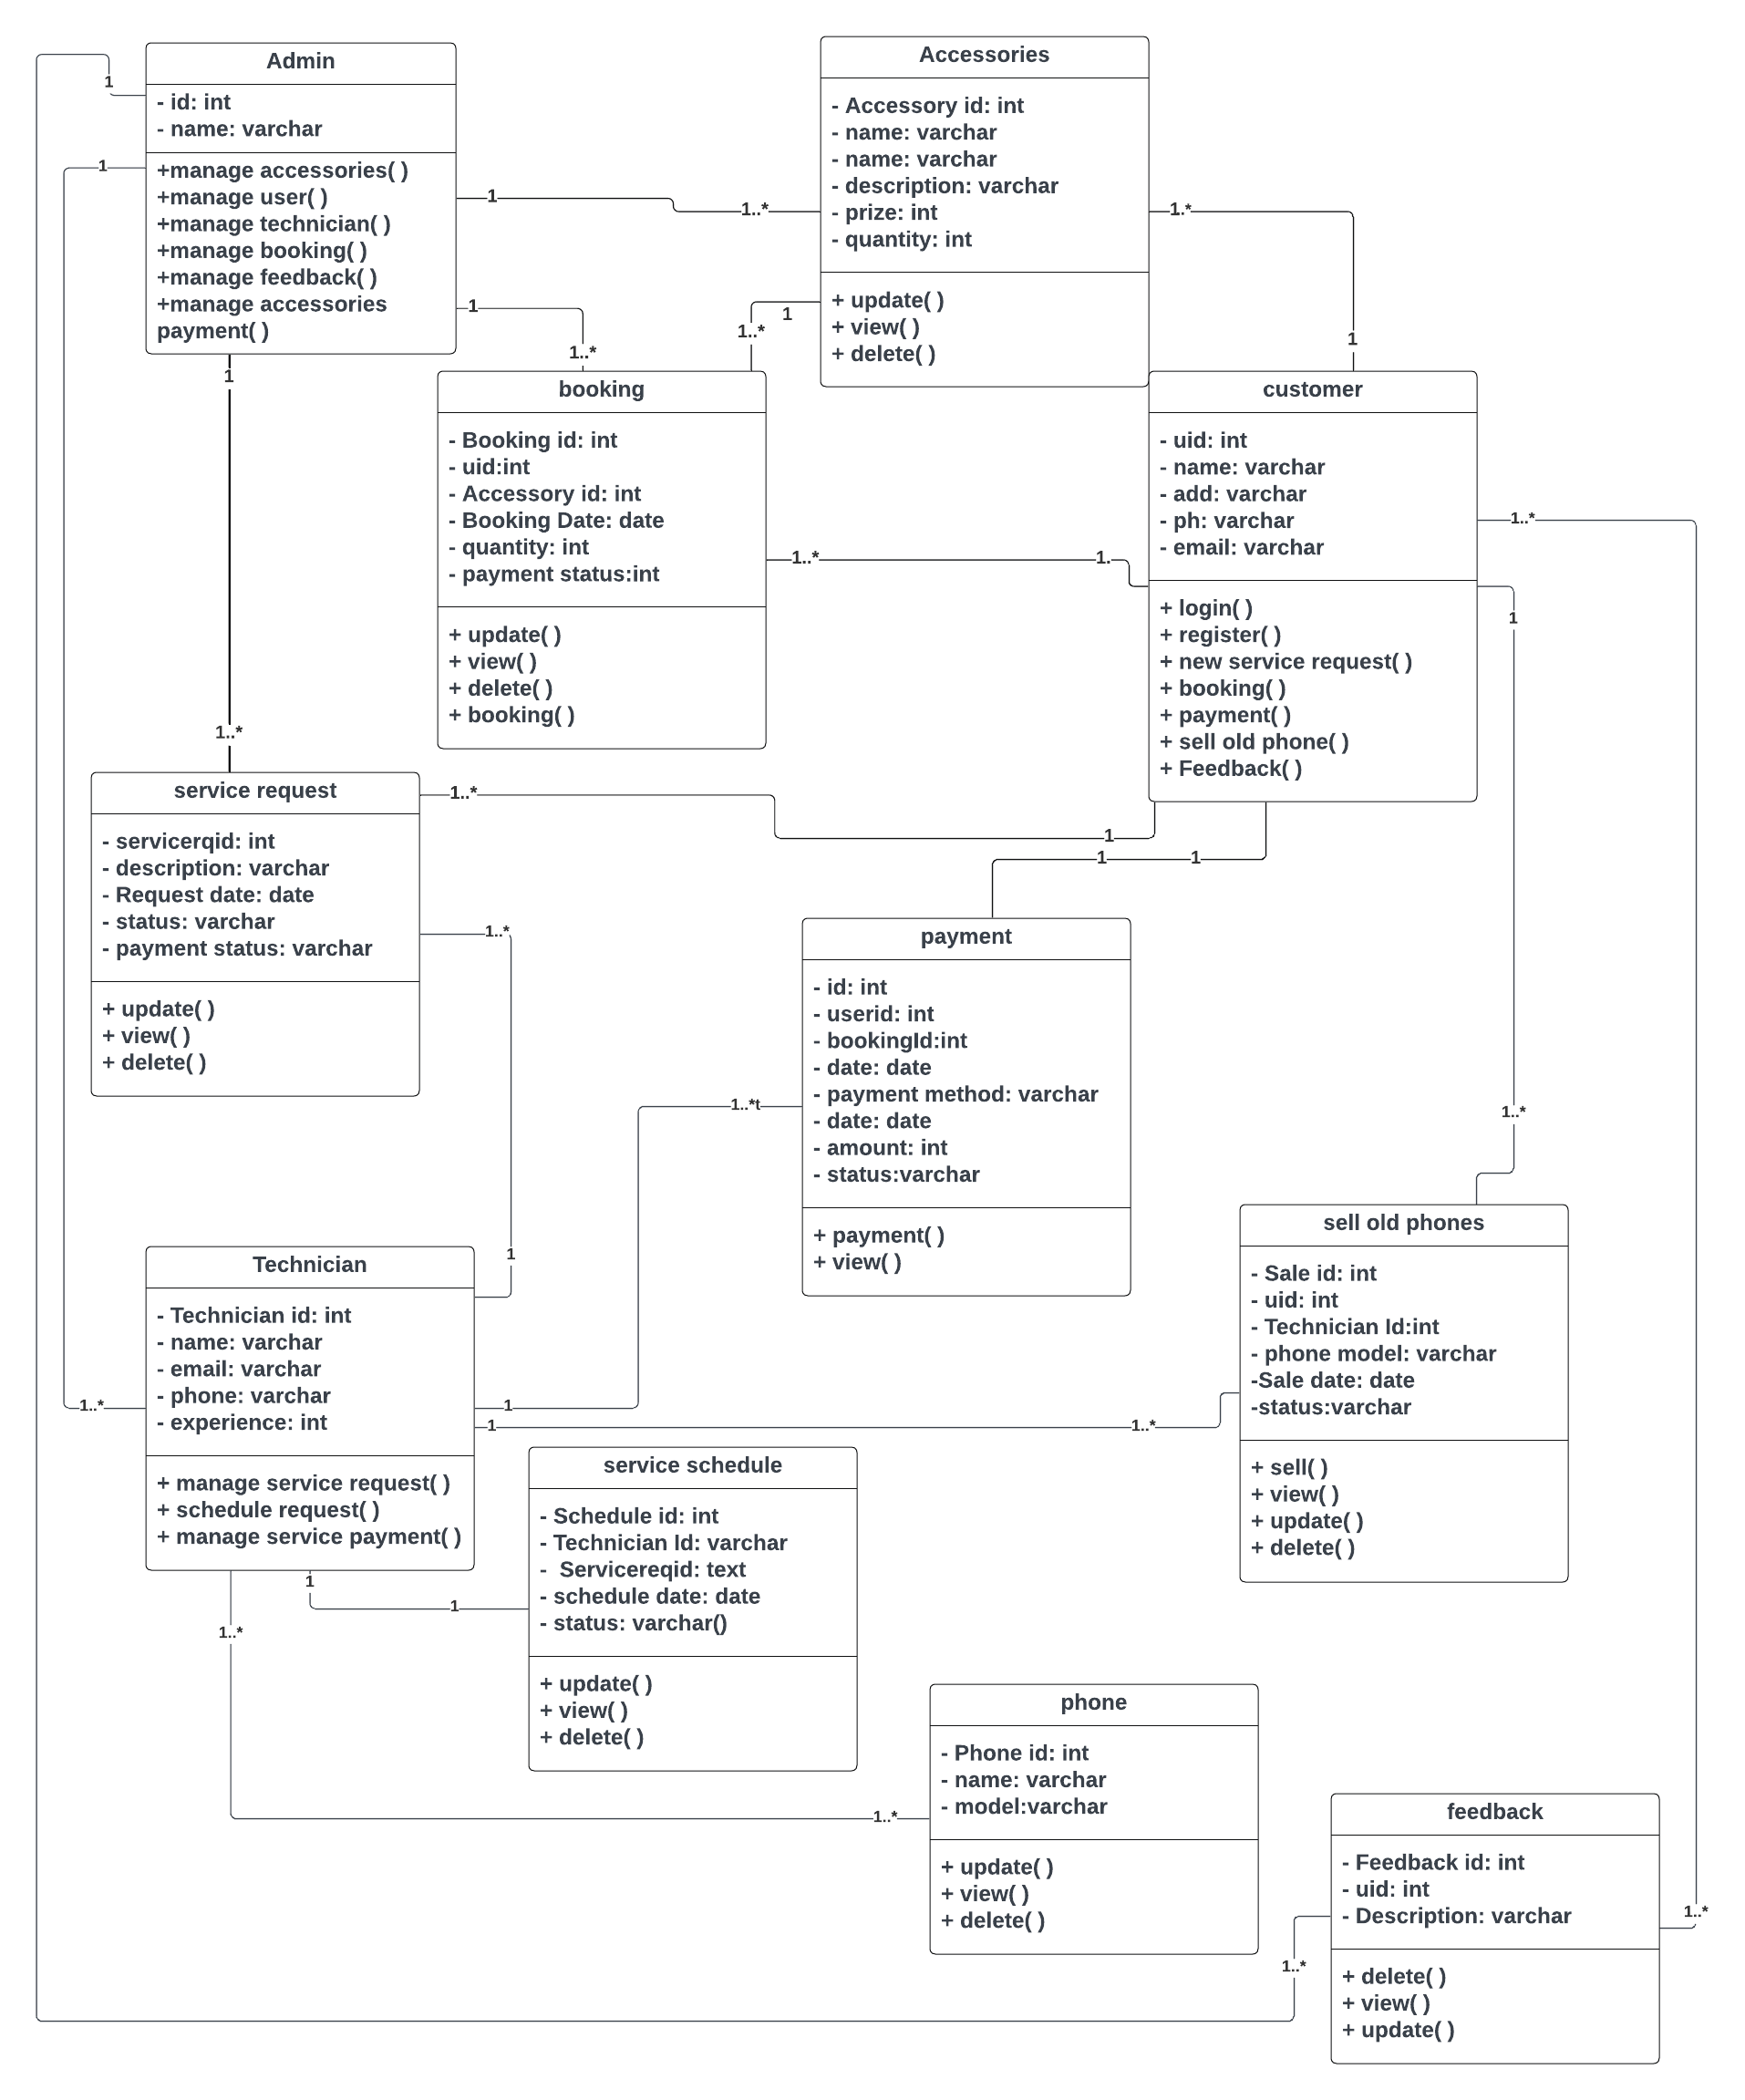 Admin
- id: int
- name: varchar
+manage accessories( )
+manage user( )
+manage technician( )
+manage booking( )
+manage feedback( )
+manage accessories
payment( )
1
1
1
1..*
1
1..*
1
1..*
Accessories
- Accessory id: int
- name: varchar
- name: varchar
- description: varchar
- prize: int
- quantity: int
+ update( )
+ view( )
+ delete( )
1
1..*
1.*
1
booking
- Booking id: int
- uid:int
- Accessory id: int
- Booking Date: date
- quantity: int
- payment status:int
+ update( )
+ view( )
+ delete( )
+ booking( )
1..*
1.
customer
- uid: int
- name: varchar
- add: varchar
- ph: varchar
- email: varchar
+ login( )
+ register( )
+ new service request( )
+ booking( )
+ payment( )
+ sell old phone( )
+ Feedback( )
1..*
1
service request
- servicerqid: int
- description: varchar
- Request date: date
- status: varchar
- payment status: varchar
+ update( )
+ view( )
+ delete( )
1..*
1
1
1
1..*
1
payment
- id: int
- userid: int
- bookingId:int
- date: date
- payment method: varchar
- date: date
- amount: int
- status:varchar
+ payment( )
+ view( )
1..*t
1..*
sell old phones
- Sale id: int
- uid: int
- Technician Id:int
- phone model: varchar
-Sale date: date
-status:varchar
+ sell( )
+ view( )
+ update( )
+ delete( )
Technician
- Technician id: int
- name: varchar
- email: varchar
- phone: varchar
- experience: int
+ manage service request( )
+ schedule request( )
+ manage service payment( )
1..*
1
1
1..*
1
1
1..*
service schedule
- Schedule id: int
- Technician Id: varchar
- Servicereqid: text
- schedule date: date
- status: varchar()
+ update( )
+ view( )
+ delete( )
phone
- Phone id: int
- name: varchar
- model:varchar
+ update( )
+ view( )
+ delete( )
1..*
feedback
- Feedback id: int
- uid: int
- Description: varchar
+ delete( )
+ view( )
+ update( )
1..*
1..*